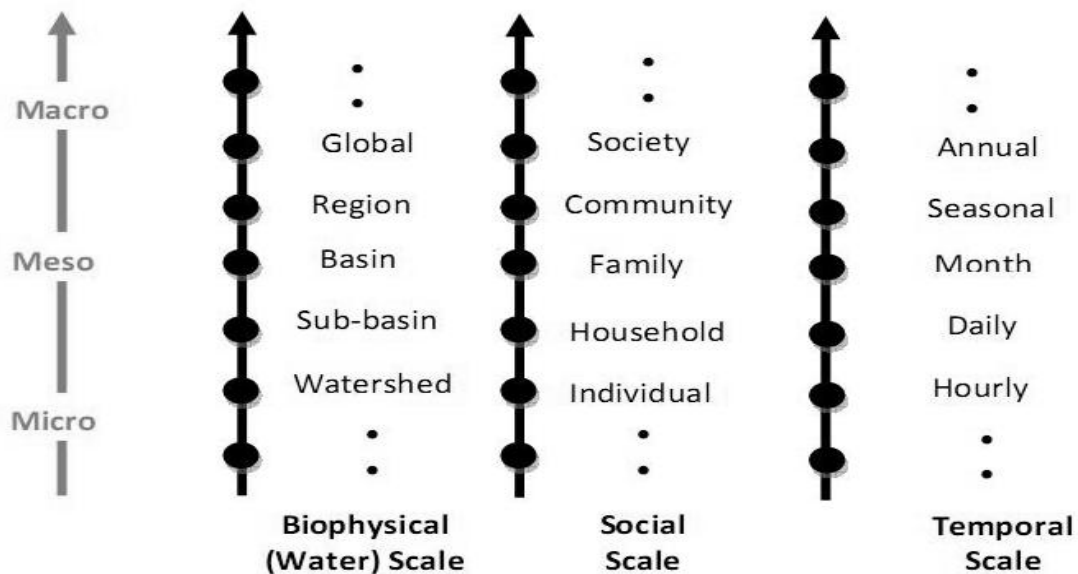 Macro
Global Society Annual
Region Community Seasonal
Meso Basin Family Month
Sub-basin Household Daily
Watershed Individual Hourly
Micro
Biophysical Social Temporal
(Water) Scale Scale Scale